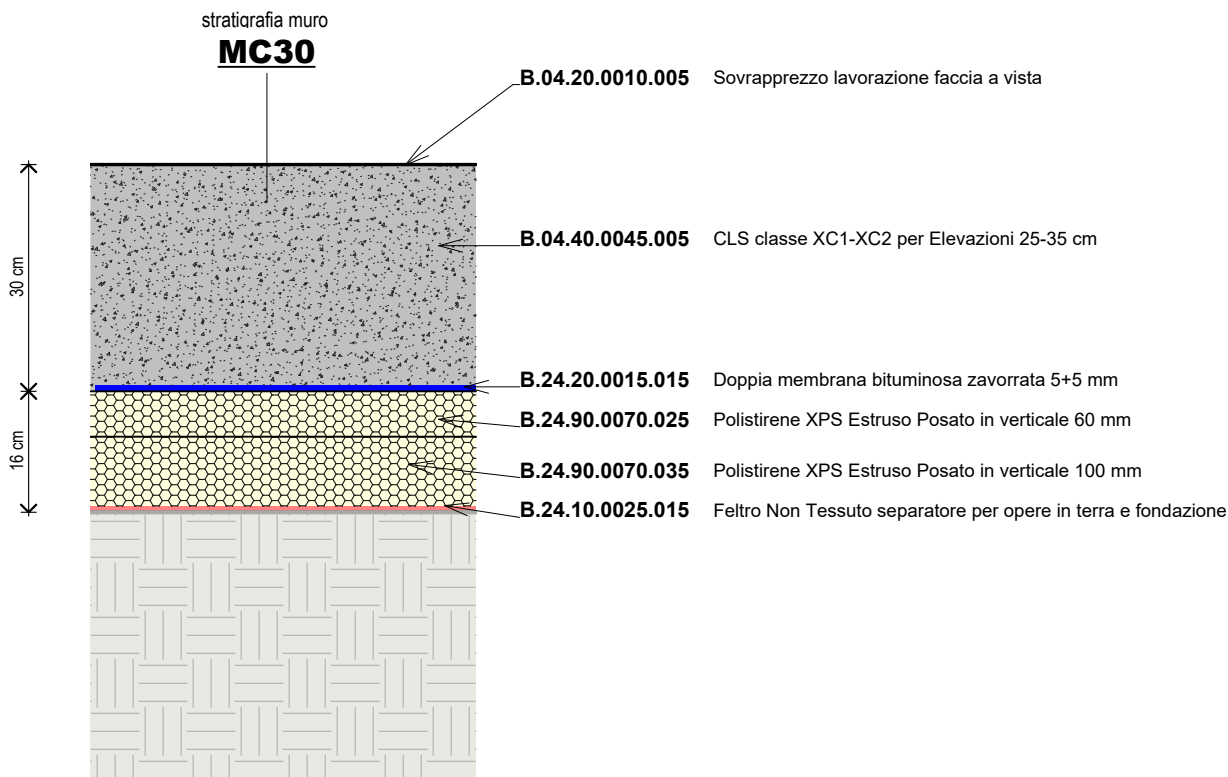 stratigrafia muro
MC30
B.04.20.0010.005 Sovrapprezzo lavorazione faccia a vista
30 cm
B.04.40.0045.005 CLS classe XC1-XC2 per Elevazioni 25-35 cm
B.24.20.0015.015 Doppia membrana bituminosa zavorrata 5+5 mm
16 cm
B.24.90.0070.025 Polistirene XPS Estruso Posato in verticale 60 mm
B.24.90.0070.035 Polistirene XPS Estruso Posato in verticale 100 mm
B.24.10.0025.015 Feltro Non Tessuto separatore per opere in terra e fondazione